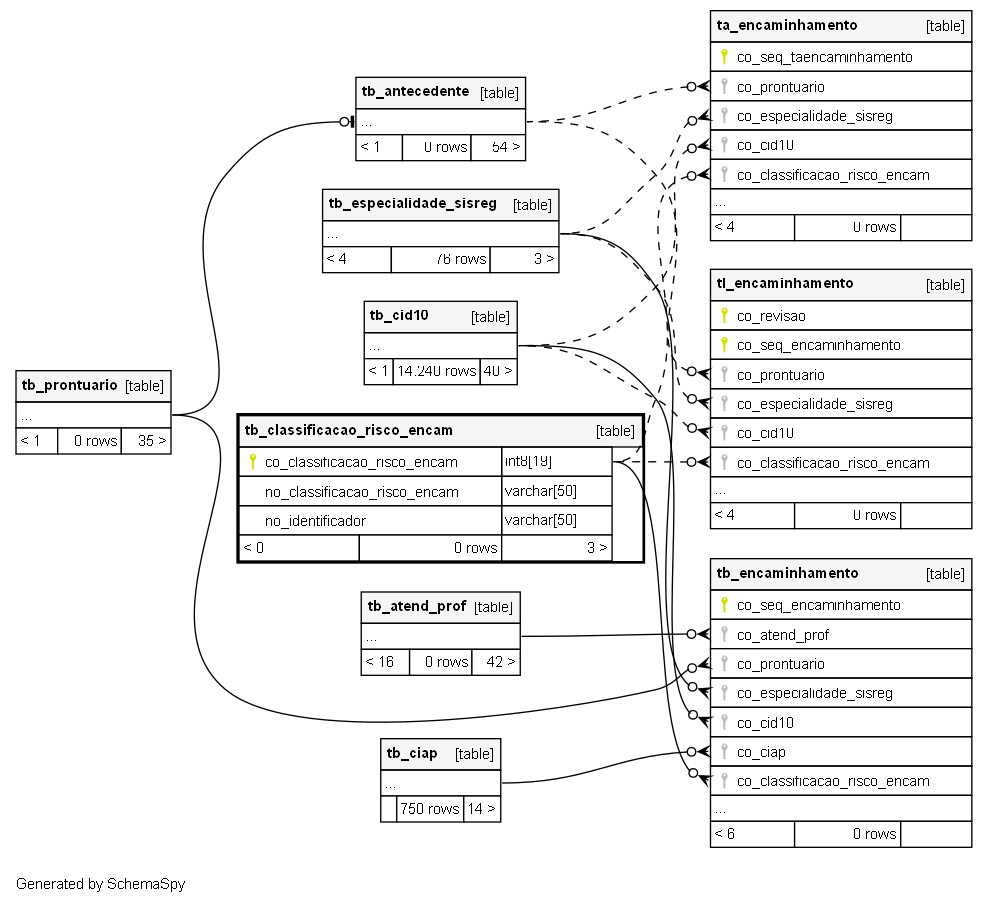 tb_prontuario [table]
...
< 1 0 rows 35 >
tb_antecedente [table]
...
< 1 0 rows 54 >
tb_especialidade_sisreg [table]
...
< 4 76 rows 3 >
tb_cid10 [table]
...
< 1 14.240 rows 40 >
tb_classificacao_risco_encam [table]
co_classificacao_risco_encam int8[19]
no_classificacao_risco_encam varchar[50]
no_identificador varchar[50]
< 0 0 rows 3 >
tb_atend_prof [table]
...
< 16 0 rows 42 >
tb_ciap [table]
...
750 rows 14 >
ta_encaminhamento [table]
co_seq_taencaminhamento
co_prontuario
co_especialidade_sisreg
co_cid10
co_classificacao_risco_encam
...
< 4 0 rows
tl_encaminhamento [table]
co_revisao
co_seq_encaminhamento
co_prontuario
co_especialidade_sisreg
co_cid10
co_classificacao_risco_encam
...
< 4 0 rows
tb_encaminhamento [table]
co_seq_encaminhamento
co_atend_prof
co_prontuario
co_especialidade_sisreg
co_cid10
co_ciap
co_classificacao_risco_encam
...
< 6 0 rows
Generated by SchemaSpy